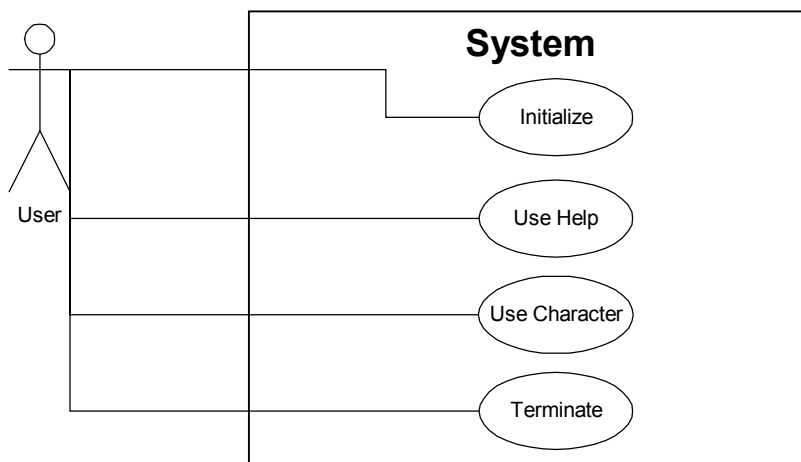 System
Initialize
Use Help
User
Use Character
Terminate